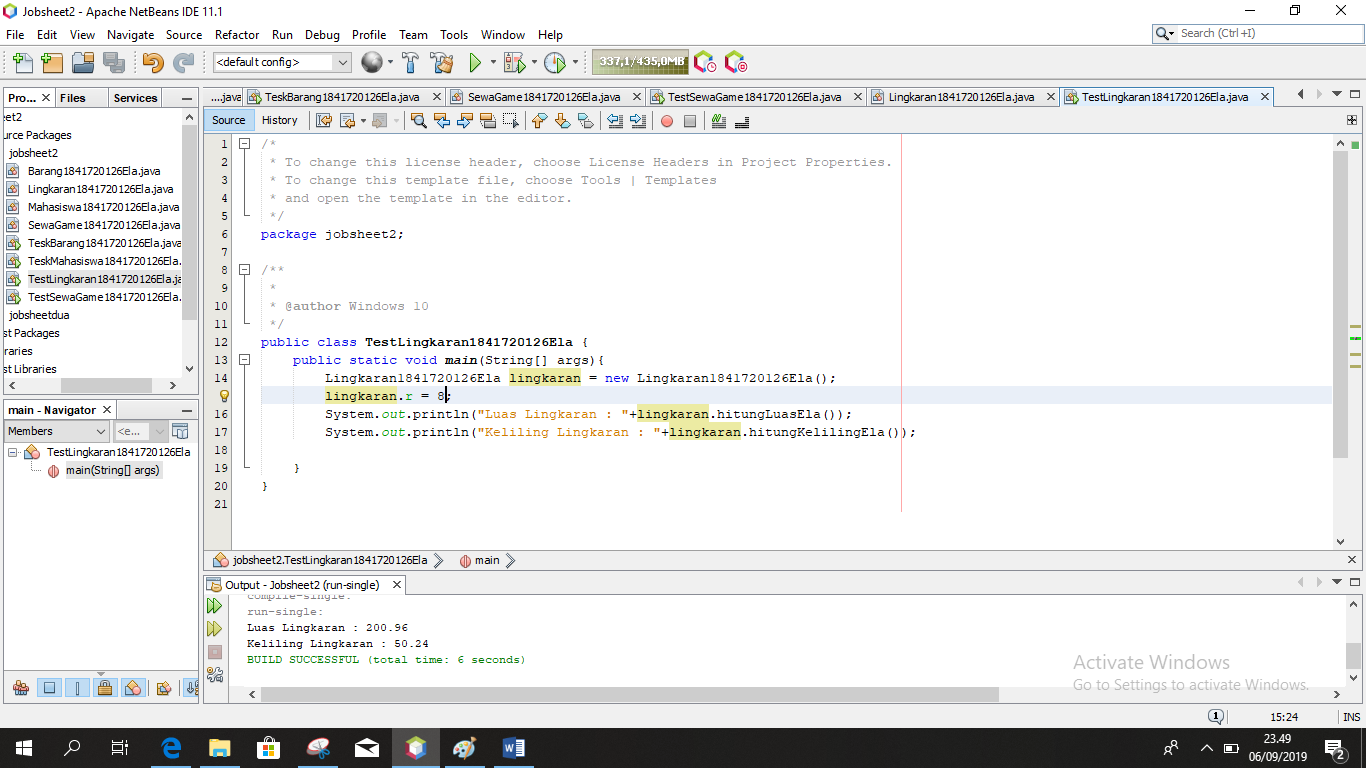 Jobsheet2 - Apache NetBeans IDE 11.1
File Edit View Navigate Source Refactor Run Debug Profile Team Tools Window Help
Search (Ctrl+I)
<default config>
337,1/435,0MB
Pro... Files Services
....java TeskBarang1841720126Ela.java SewaGame1841720126Ela.java TestSewaGame1841720126Ela.java Lingkaran1841720126Ela.java TestLingkaran1841720126Ela.java
Source History
et2
urce Packages
jobsheet2
Barang1841720126Ela.java
Lingkaran1841720126Ela.java
Mahasiswa1841720126Ela.java
SewaGame1841720126Ela.java
TeskBarang1841720126Ela.java
TeskMahasiswa1841720126Ela.
TestLingkaran1841720126Ela.ja
TestSewaGame1841720126Ela.
jobsheetdua
st Packages
raries
st Libraries
main - Navigator
Members <e...
TestLingkaran1841720126Ela
main(String[] args)
1 /*
2 * To change this license header, choose License Headers in Project Properties.
3 * To change this template file, choose Tools | Templates
4 * and open the template in the editor.
5 */
6 package jobsheet2;
7
8 /**
9 *
10 * @author Windows 10
11 */
12 public class TestLingkaran1841720126Ela {
13 public static void main(String[] args){
14 Lingkaran1841720126Ela lingkaran = new Lingkaran1841720126Ela();
lingkaran.r = 8;
16 System.out.println("Luas Lingkaran : "+lingkaran.hitungLuasEla());
17 System.out.println("Keliling Lingkaran : "+lingkaran.hitungKelilingEla());
18
19 }
20 }
21
jobsheet2.TestLingkaran1841720126Ela main
Output - Jobsheet2 (run-single)
compile-single:
run-single:
Luas Lingkaran : 200.96
Keliling Lingkaran : 50.24
BUILD SUCCESSFUL (total time: 6 seconds)
Activate Windows
Go to Settings to activate Windows.
1 15:24 INS
23.49
06/09/2019
2